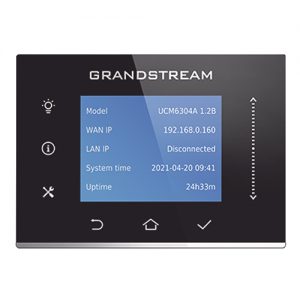 GRANDSTREAM
Model UCM6304A 1.2B
WAN IP 192.168.0.160
LAN IP Disconnected
System time 2021-04-20 09:41
Uptime 24h33m